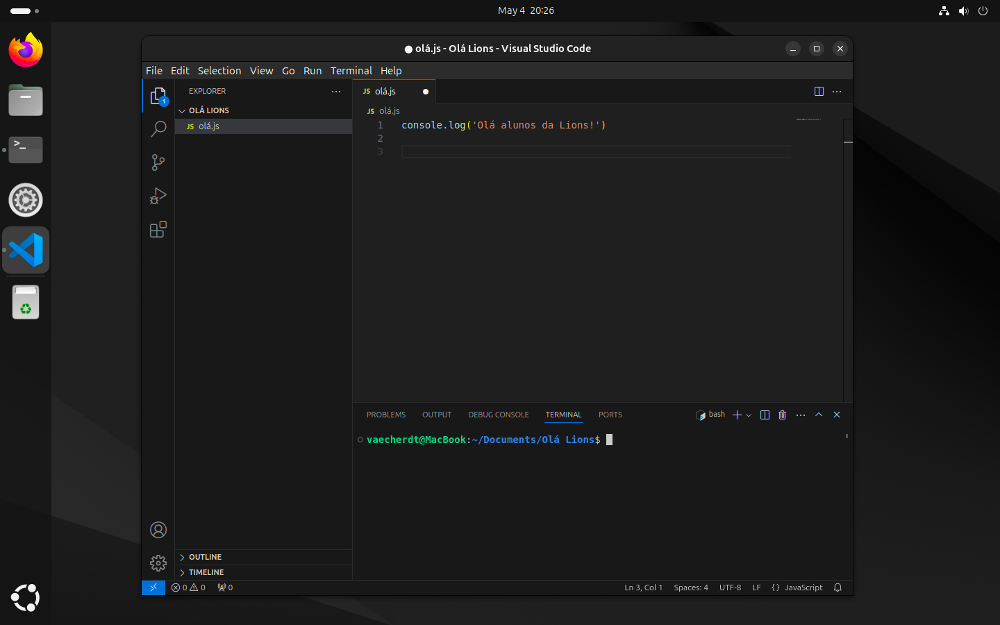 May 4 20:26
olá.js - Olá Lions - Visual Studio Code
File Edit Selection View Go Run Terminal Help
EXPLORER
1
OLÁ LIONS
JS olá.js
JS olá.js
JS olá.js
1 console.log('Olá alunos da Lions!')
2
3
PROBLEMS OUTPUT DEBUG CONSOLE TERMINAL PORTS
bash
vaecherdt@MacBook:~/Documents/Olá Lions$
OUTLINE
TIMELINE
0 0 0
Ln 3, Col 1 Spaces: 4 UTF-8 LF {} JavaScript